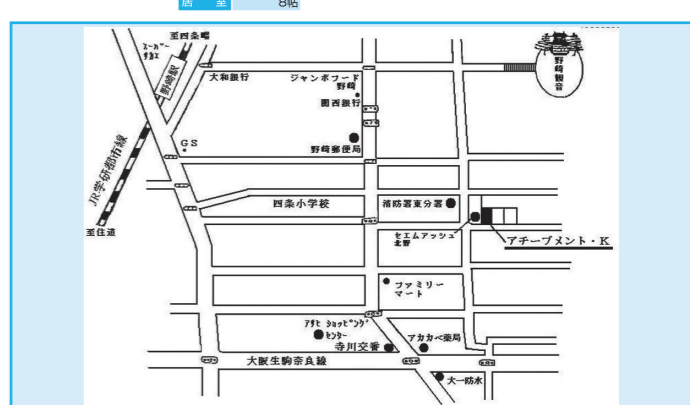 居 室 8帖
至四条畷
スーパー
野崎駅
大和銀行
ジャンボフード
野崎
関西銀行
野崎観音
GS
野崎郵便局
JR学研都市線
四条小学校
消防署東分署
至住道
セエムアッシュ
北野
アチーブメント・K
ファミリー
マート
アサヒ ショッピング
センター
寺川交番
アカカベ薬局
大阪生駒奈良線
大一防水